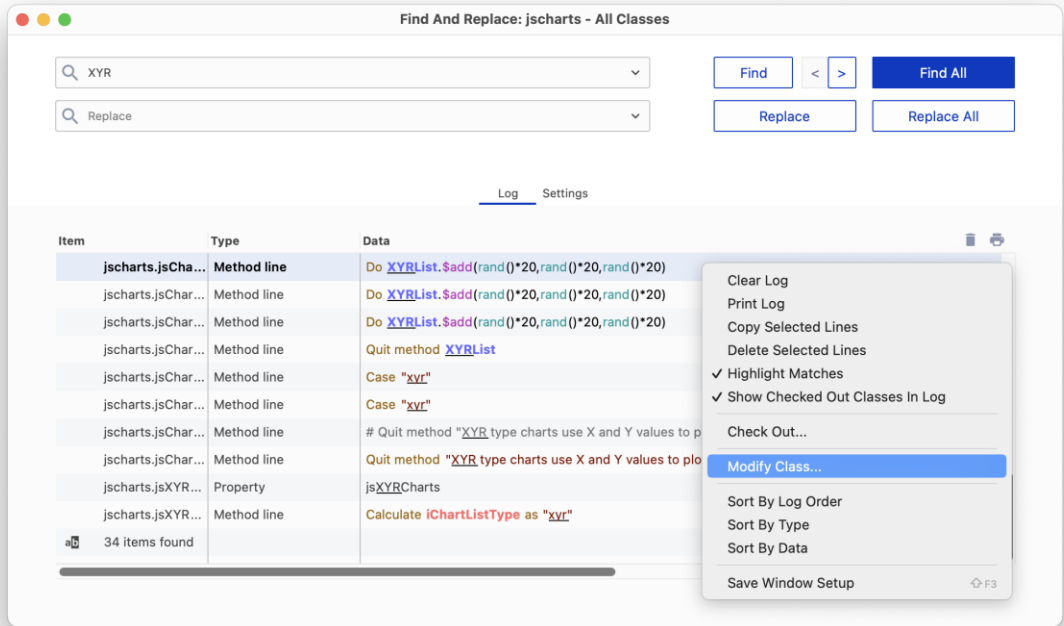 Find And Replace: jscharts - All Classes
XYR
Find < > Find All
Replace
Replace Replace All
Log Settings
Item Type Data
jscharts.jsCha... Method line Do XYRList.$add(rand()*20,rand()*20,rand()*20)
jscharts.jsChar... Method line Do XYRList.$add(rand()*20,rand()*20,rand()*20)
jscharts.jsChar... Method line Do XYRList.$add(rand()*20,rand()*20,rand()*20)
jscharts.jsChar... Method line Quit method XYRList
jscharts.jsChar... Method line Case "xyr"
jscharts.jsChar... Method line Case "xyr"
jscharts.jsChar... Method line # Quit method "XYR type charts use X and Y values to p
jscharts.jsChar... Method line Quit method "XYR type charts use X and Y values to plo
jscharts.jsXYR... Property jsXYRCharts
jscharts.jsXYR... Method line Calculate iChartListType as "xyr"
ab 34 items found
Clear Log
Print Log
Copy Selected Lines
Delete Selected Lines
✓ Highlight Matches
✓ Show Checked Out Classes In Log
Check Out...
Modify Class...
Sort By Log Order
Sort By Type
Sort By Data
Save Window Setup ⇧F3